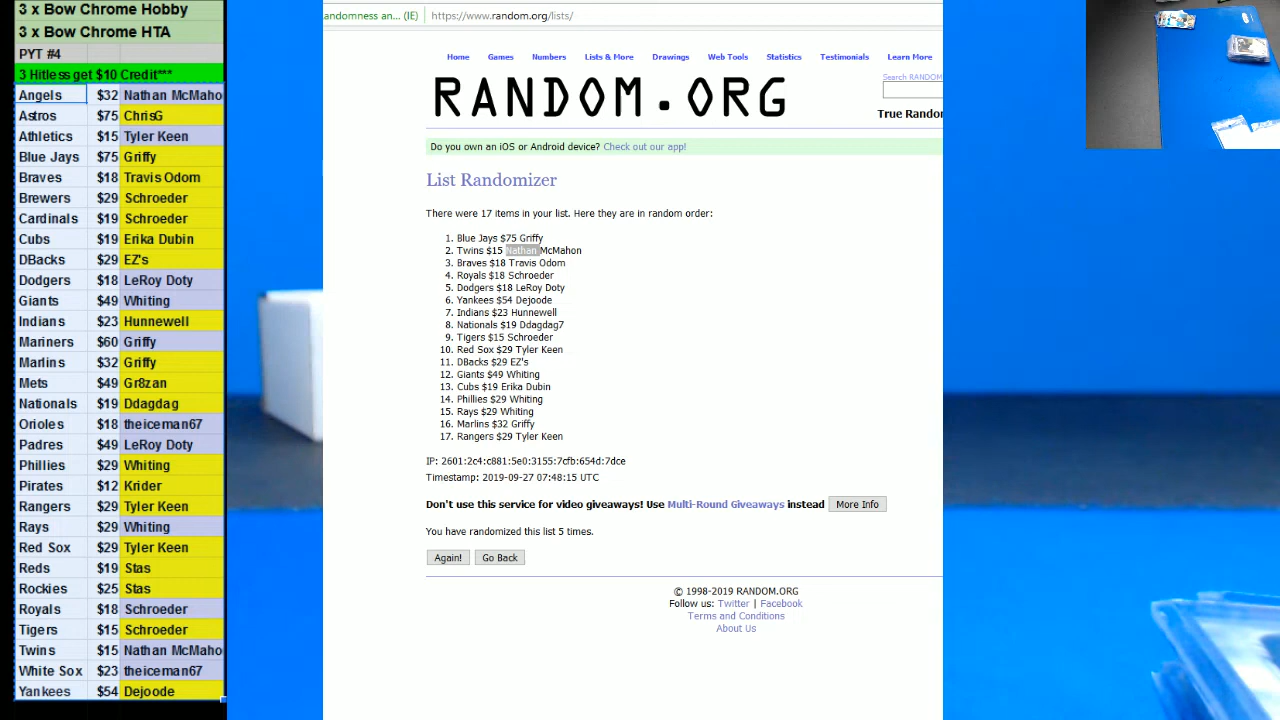 3 x Bow Chrome Hobby
3 x Bow Chrome HTA
PYT #4
3 Hitless get $10 Credit***
Angels $32 Nathan McMaho
Astros $75 ChrisG
Athletics $15 Tyler Keen
Blue Jays $75 Griffy
Braves $18 Travis Odom
Brewers $29 Schroeder
Cardinals $19 Schroeder
Cubs $19 Erika Dubin
DBacks $29 EZ's
Dodgers $18 LeRoy Doty
Giants $49 Whiting
Indians $23 Hunnewell
Mariners $60 Griffy
Marlins $32 Griffy
Mets $49 Gr8zan
Nationals $19 Ddagdag
Orioles $18 theiceman67
Padres $49 LeRoy Doty
Phillies $29 Whiting
Pirates $12 Krider
Rangers $29 Tyler Keen
Rays $29 Whiting
Red Sox $29 Tyler Keen
Reds $19 Stas
Rockies $25 Stas
Royals $18 Schroeder
Tigers $15 Schroeder
Twins $15 Nathan McMaho
White Sox $23 theiceman67
Yankees $54 Dejoode
andomness an... (IE) https://www.random.org/lists/
Home Games Numbers Lists & More Drawings Web Tools Statistics Testimonials Learn More
Search RANDOM
RANDOM.ORG
True Rando
Do you own an iOS or Android device? Check out our app!
List Randomizer
There were 17 items in your list. Here they are in random order:
1. Blue Jays $75 Griffy
2. Twins $15 Nathan McMahon
3. Braves $18 Travis Odom
4. Royals $18 Schroeder
5. Dodgers $18 LeRoy Doty
6. Yankees $54 Dejoode
7. Indians $23 Hunnewell
8. Nationals $19 Ddagdag7
9. Tigers $15 Schroeder
10. Red Sox $29 Tyler Keen
11. DBacks $29 EZ's
12. Giants $49 Whiting
13. Cubs $19 Erika Dubin
14. Phillies $29 Whiting
15. Rays $29 Whiting
16. Marlins $32 Griffy
17. Rangers $29 Tyler Keen
IP: 2601:2c4:c881:5e0:3155:7cfb:654d:7dce
Timestamp: 2019-09-27 07:48:15 UTC
Don't use this service for video giveaways! Use Multi-Round Giveaways instead More Info
You have randomized this list 5 times.
Again! Go Back
© 1998-2019 RANDOM.ORG
Follow us: Twitter | Facebook
Terms and Conditions
About Us